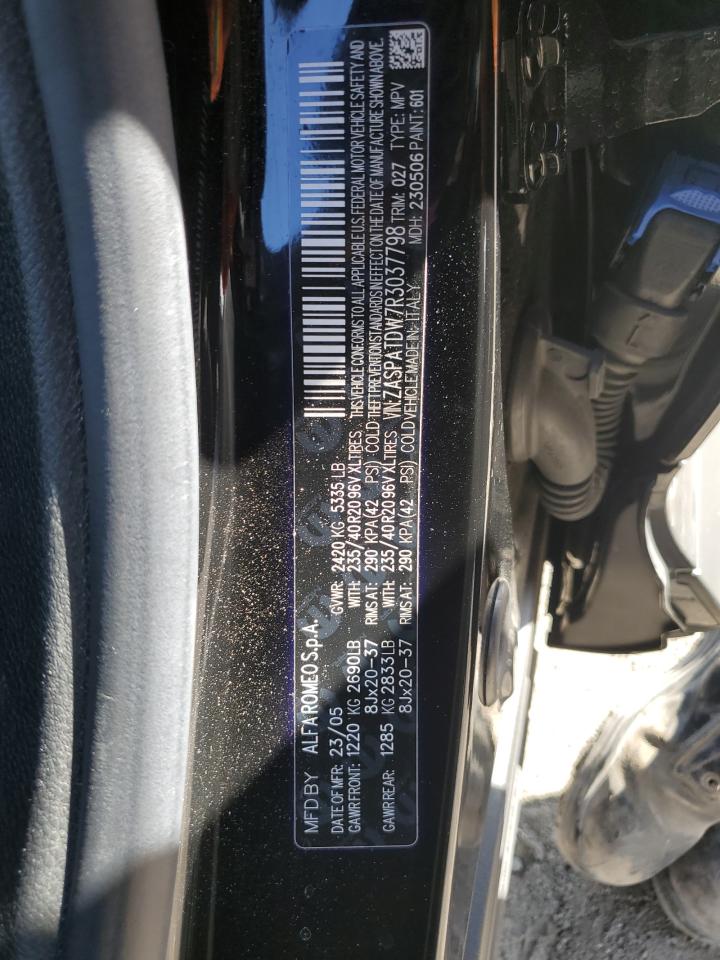 MFD BY ALFA ROMEO S.p.A.
DATE OF MFR: 23/05 GVWR: 2420 KG 5335 LB
GAWR FRONT: 1220 KG 2690LB WITH: 235/40R20 96V XL TIRES
8Jx20-37 RIMS AT: 290 KPA(42 PSI) COLD
GAWR REAR: 1285 KG 2833LB WITH: 235/40R20 96V XL TIRES
8Jx20-37 RIMS AT: 290 KPA(42 PSI) COLD
THIS VEHICLE CONFORMS TO ALL APPLICABLE U.S. FEDERAL MOTOR VEHICLE SAFETY AND
THEFT PREVENTION STANDARDS IN EFFECT ON THE DATE OF MANUFACTURE SHOWN ABOVE.
VIN: ZASPATDW7R3037798 TRIM: 027 TYPE: MPV
VEHICLE MADE IN: ITALY MDH: 230506 PAINT: 601